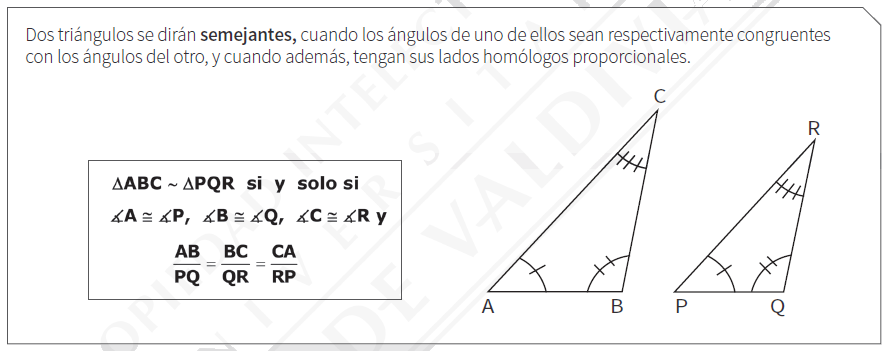 Dos triángulos se dirán semejantes, cuando los ángulos de uno de ellos sean respectivamente congruentes
con los ángulos del otro, y cuando además, tengan sus lados homólogos proporcionales.
C
R
ΔABC ~ ΔPQR si y solo si
∡A ≅ ∡P, ∡B ≅ ∡Q, ∡C ≅ ∡R y
AB/PQ = BC/QR = CA/RP
A B P Q